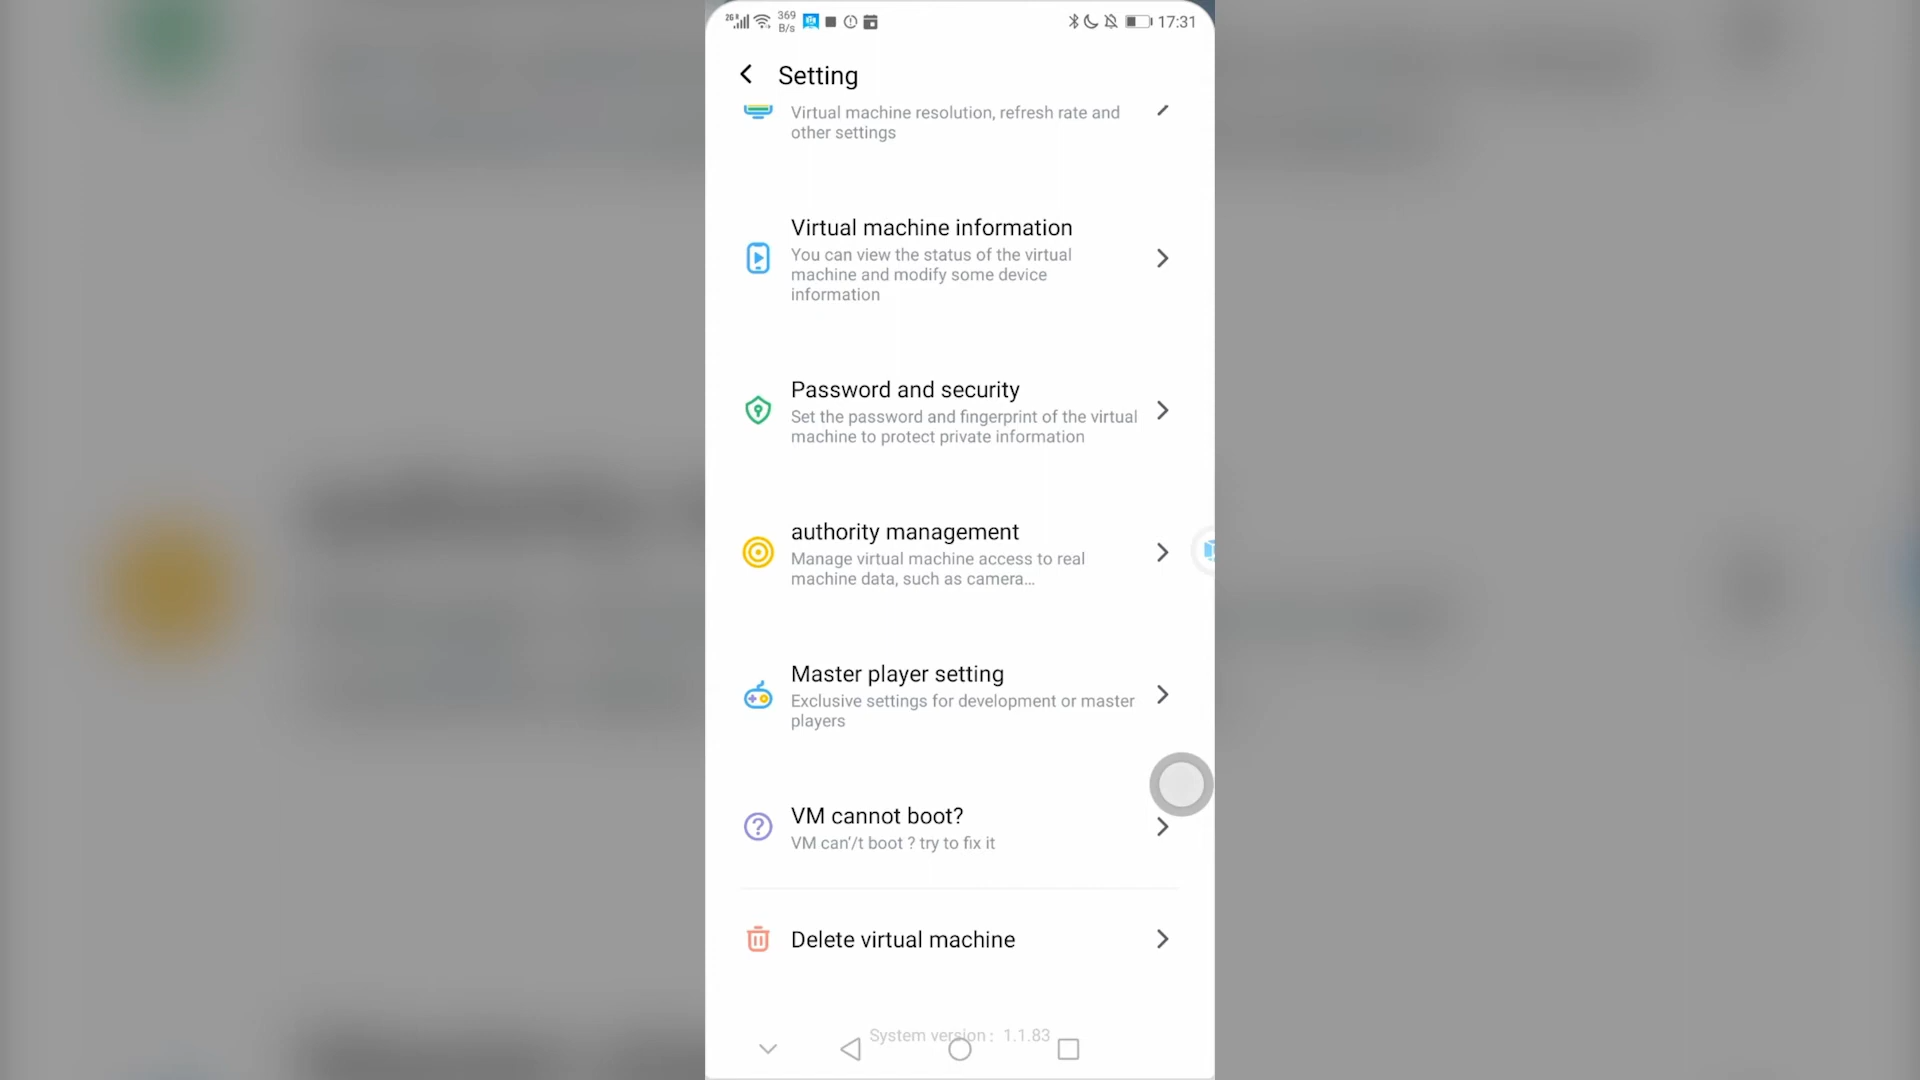 26 369 B/s 17:31
Setting
Virtual machine resolution, refresh rate and
other settings
Virtual machine information
You can view the status of the virtual
machine and modify some device
information
Password and security
Set the password and fingerprint of the virtual
machine to protect private information
authority management
Manage virtual machine access to real
machine data, such as camera...
Master player setting
Exclusive settings for development or master
players
VM cannot boot?
VM can'/t boot ? try to fix it
Delete virtual machine
System version : 1.1.83